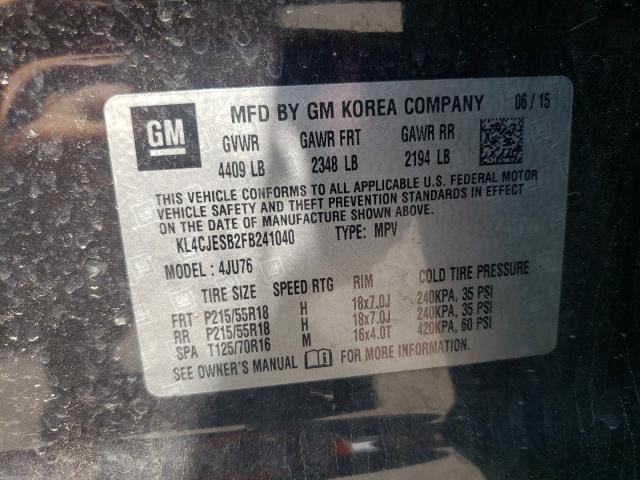 GM
MFD BY GM KOREA COMPANY 06 / 15
GVWR GAWR FRT GAWR RR
4409 LB 2348 LB 2194 LB
THIS VEHICLE CONFORMS TO ALL APPLICABLE U.S. FEDERAL MOTOR
VEHICLE SAFETY AND THEFT PREVENTION STANDARDS IN EFFECT
ON THE DATE OF MANUFACTURE SHOWN ABOVE.
KL4CJESB2FB241040 TYPE: MPV
MODEL : 4JU76
TIRE SIZE SPEED RTG RIM COLD TIRE PRESSURE
FRT- P215/55R18 H 18x7.0J 240KPA, 35 PSI
RR P215/55R18 H 18x7.0J 240KPA, 35 PSI
SPA T125/70R16 M 16x4.0T 420KPA, 60 PSI
SEE OWNER'S MANUAL FOR MORE INFORMATION.